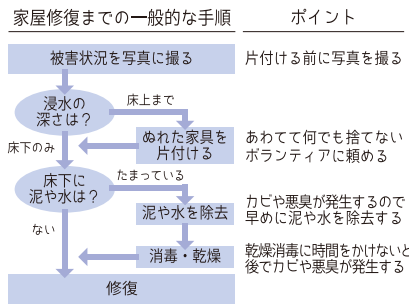 家屋修復までの一般的な手順
ポイント
被害状況を写真に撮る
片付ける前に写真を撮る
浸水の
深さは？
床上まで
床下のみ
ぬれた家具を
片付ける
あわてて何でも捨てない
ボランティアに頼める
床下に
泥や水は？
たまっている
ない
泥や水を除去
カビや悪臭が発生するので
早めに泥や水を除去する
消毒・乾燥
乾燥消毒に時間をかけないと
後でカビや悪臭が発生する
修復